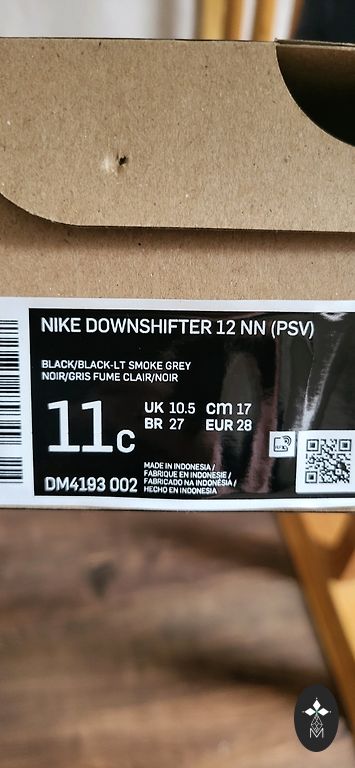 NIKE DOWNSHIFTER 12 NN (PSV)
BLACK/BLACK-LT SMOKE GREY
NOIR/GRIS FUME CLAIR/NOIR
11C
UK 10.5 cm 17
BR 27 EUR 28
MADE IN INDONESIA /
FABRIQUE EN INDONESIE /
FABRICADO NA INDONÉSIA /
HECHO EN INDONESIA
DM4193 002
M